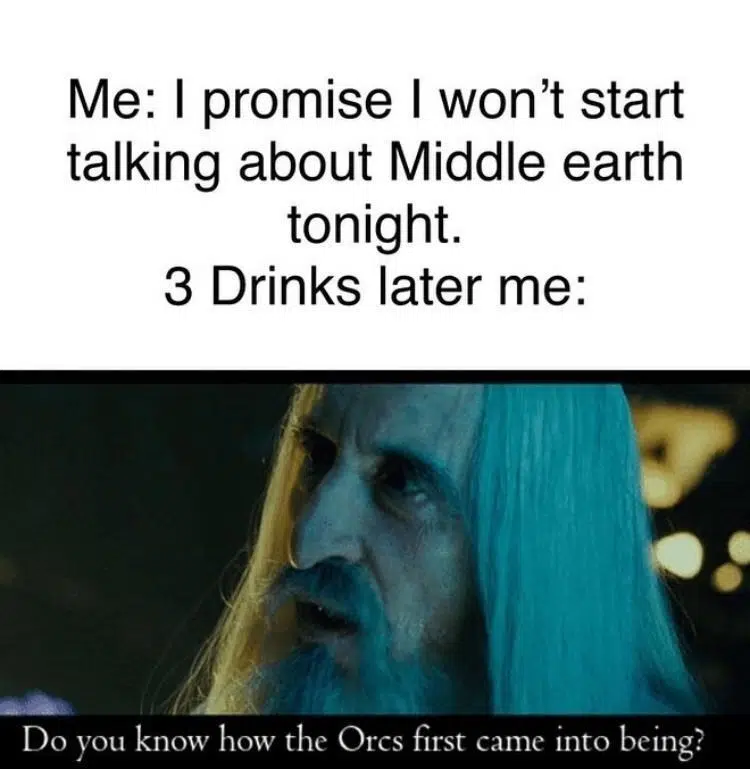 Me: I promise I won’t start
talking about Middle earth
tonight.
3 Drinks later me:
Do you know how the Orcs first came into being?